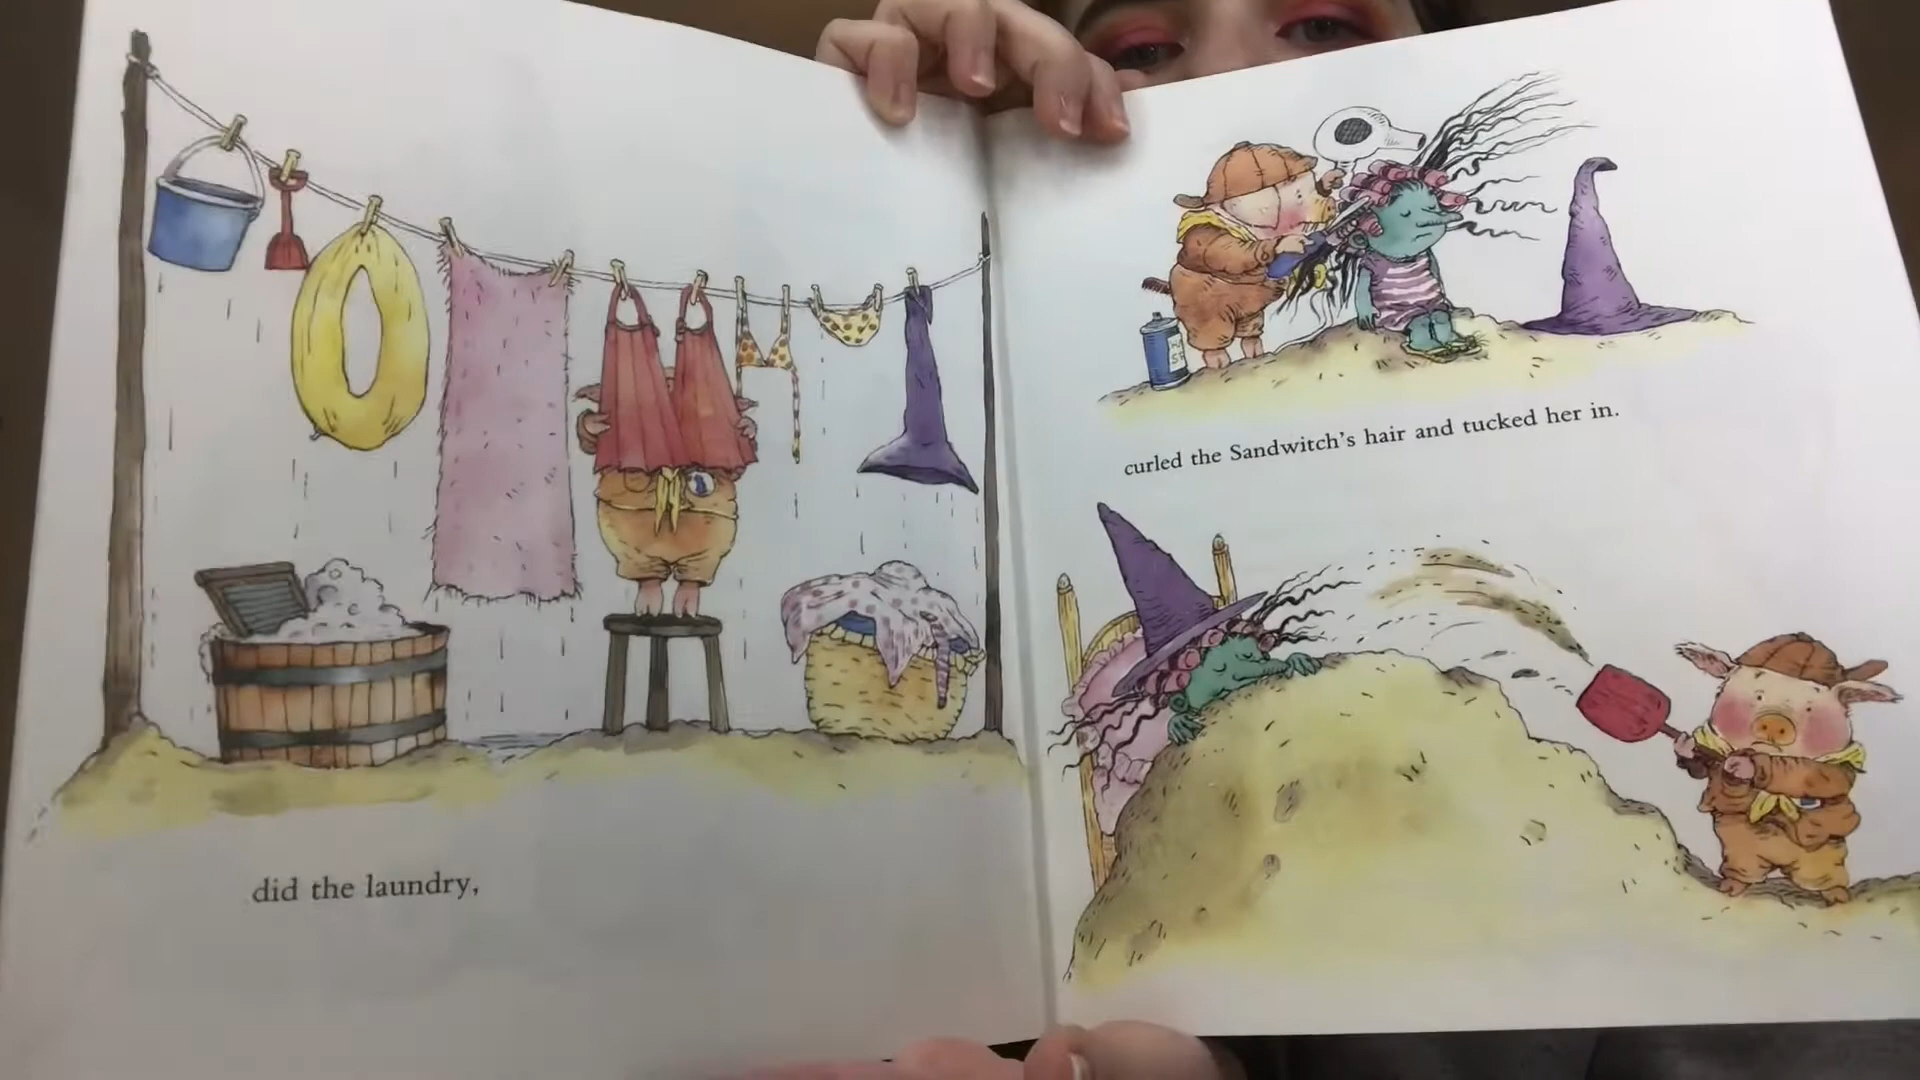 did the laundry,
curled the Sandwitch's hair and tucked her in.